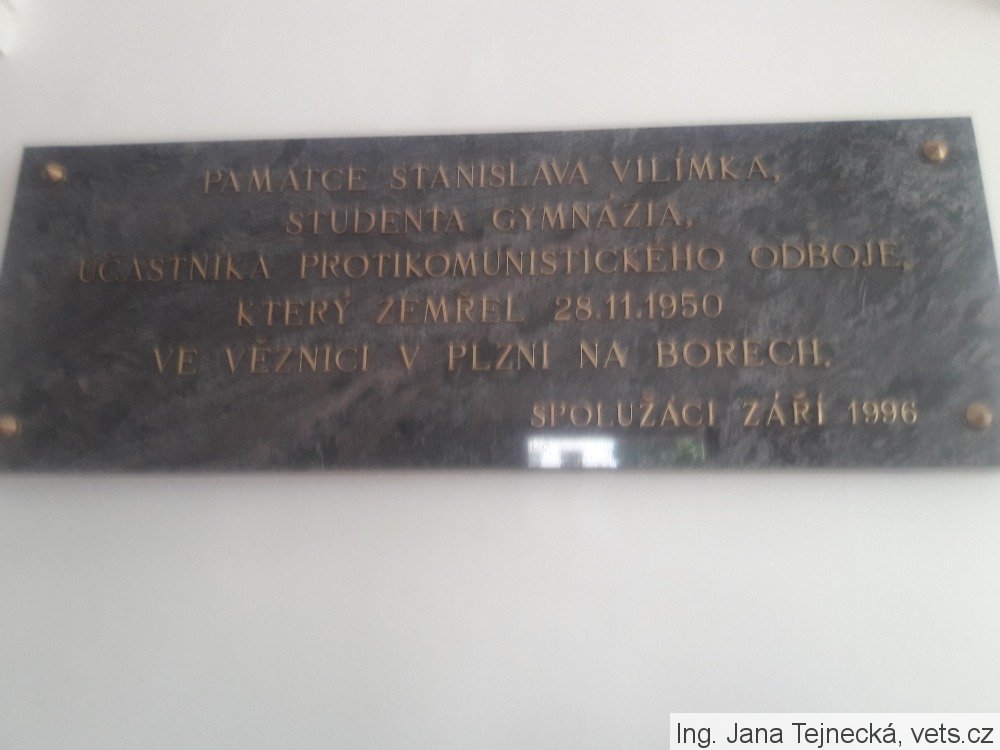 PAMÁTCE STANISLAVA VILÍMKA,
STUDENTA GYMNÁZIA,
ÚČASTNÍKA PROTIKOMUNISTICKÉHO ODBOJE,
KTERÝ ZEMŘEL 28.11.1950
VE VĚZNICI V PLZNI NA BORECH.
SPOLUŽÁCI ZÁŘÍ 1996
Ing. Jana Tejnecká, vets.cz